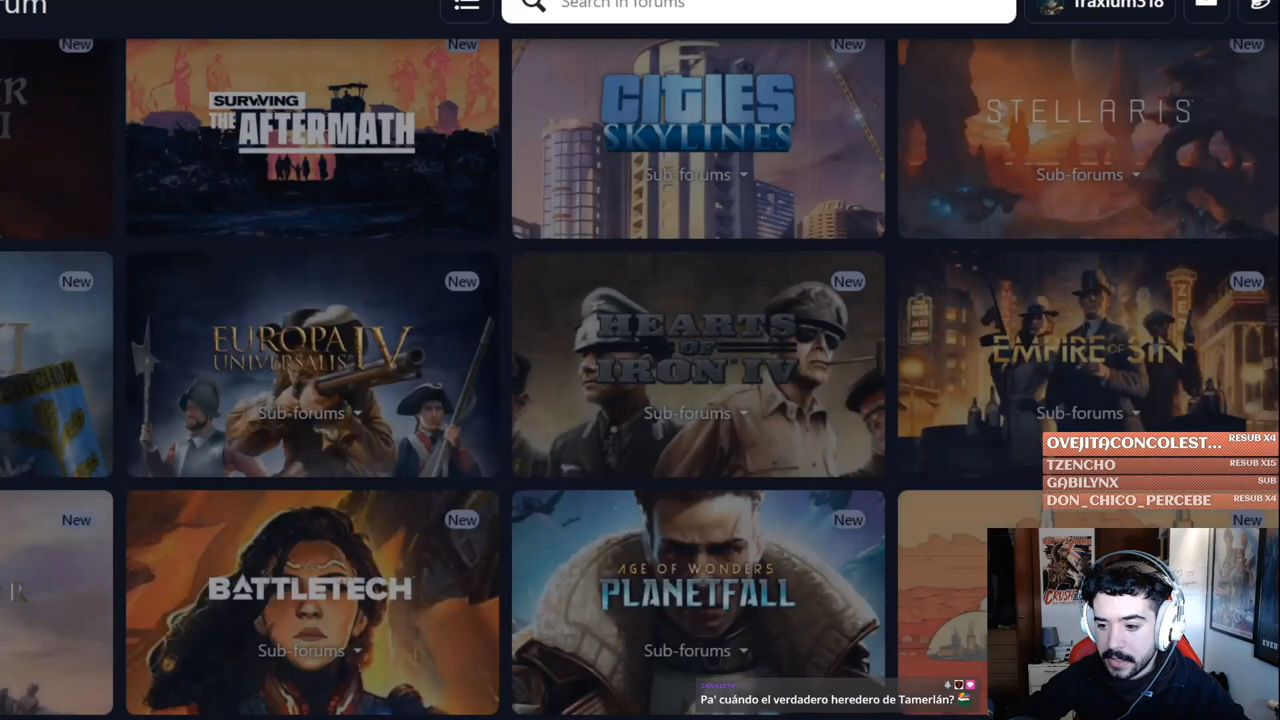 rum
Search in forums
fraxium318
New
New
New
New
SURVIVING
THE AFTERMATH
CITIES
SKYLINES
Sub-forums
STELLARIS
Sub-forums
New
New
New
New
EUROPA
UNIVERSALIS IV
Sub-forums
HEARTS
OF
IRON IV
Sub-forums
EMPIRE OF SIN
Sub-forums
OVEJITACONCOLEST... RESUB X4
TZENCHO RESUB X15
GABILYNX SUB
DON_CHICO_PERCEBE RESUB X4
New
New
New
New
BATTLETECH
Sub-forums
AGE OF WONDERS
PLANETFALL
Sub-forums
Pa' cuándo el verdadero heredero de Tamerlán?